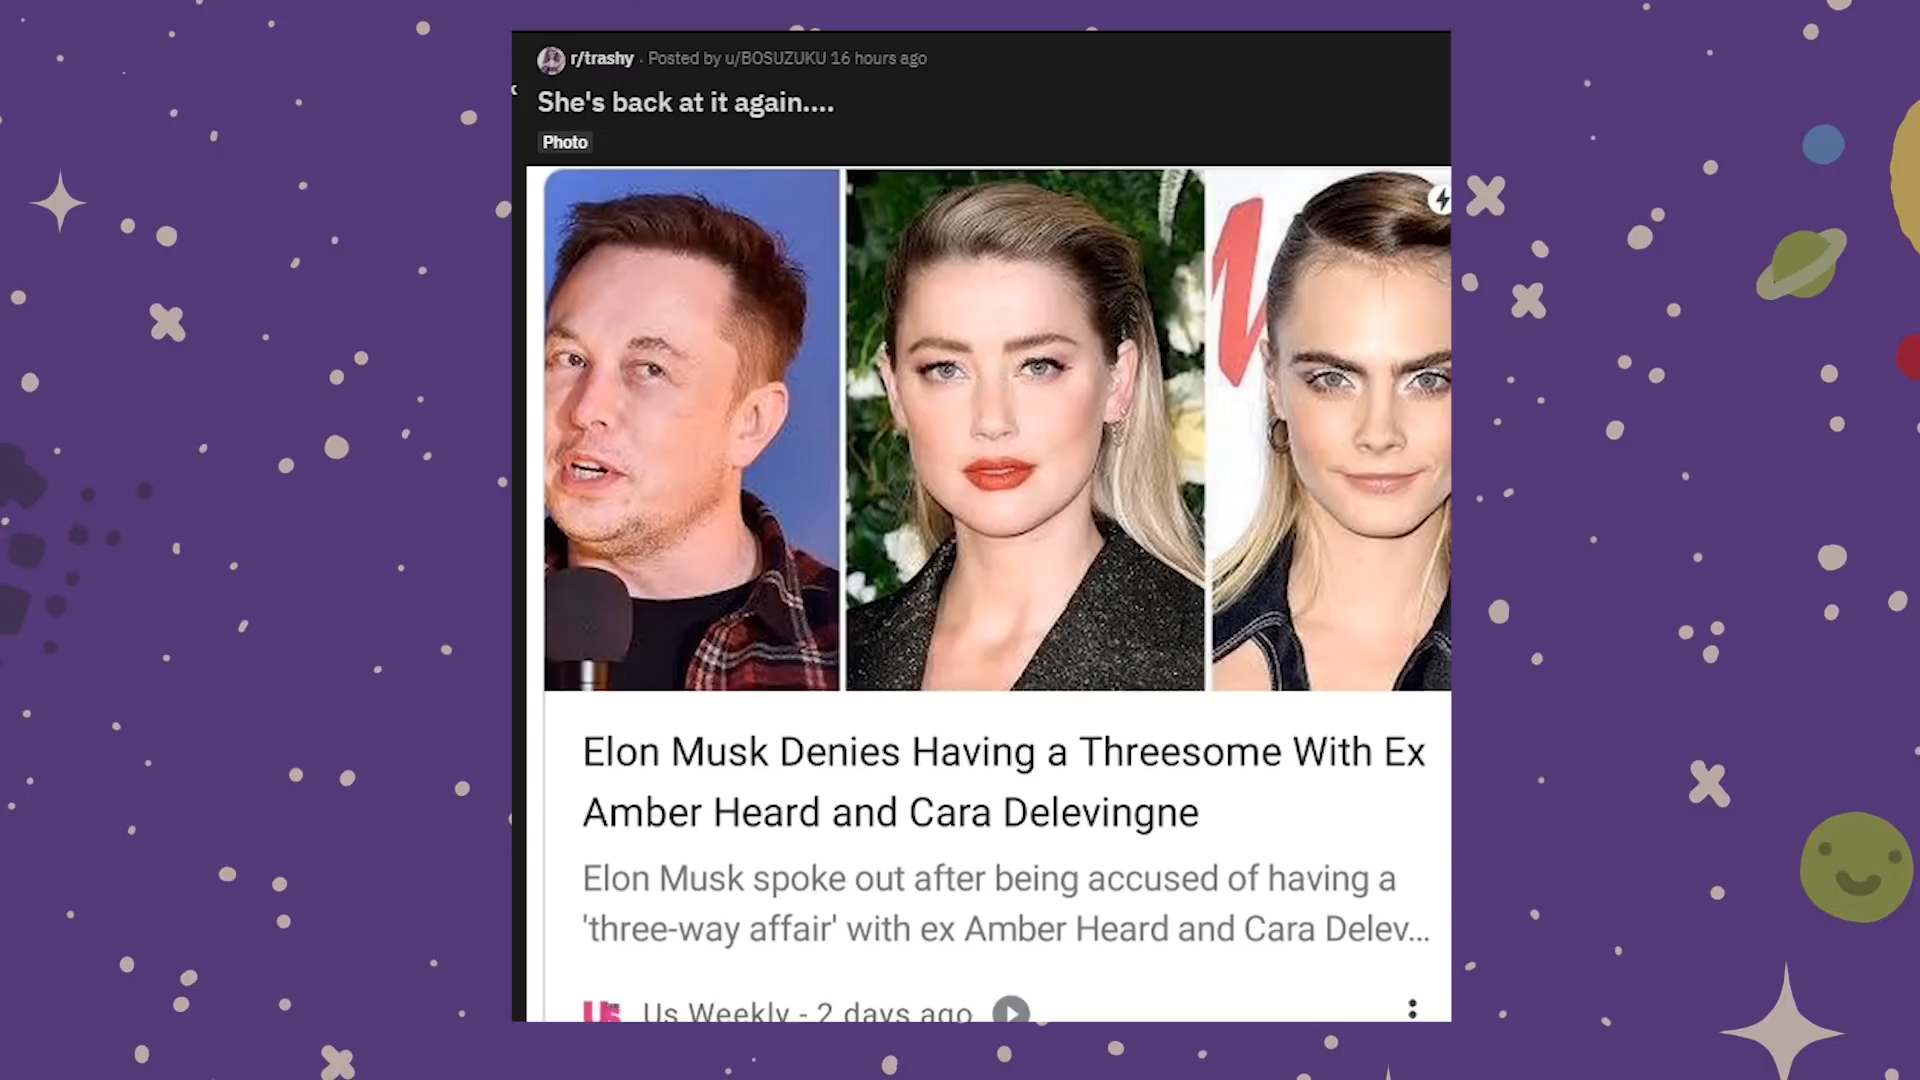 r/trashy · Posted by u/BOSUZUKU 16 hours ago
She's back at it again....
Photo
Elon Musk Denies Having a Threesome With Ex
Amber Heard and Cara Delevingne
Elon Musk spoke out after being accused of having a
'three-way affair' with ex Amber Heard and Cara Delev...
Us Us Weekly - 2 days ago